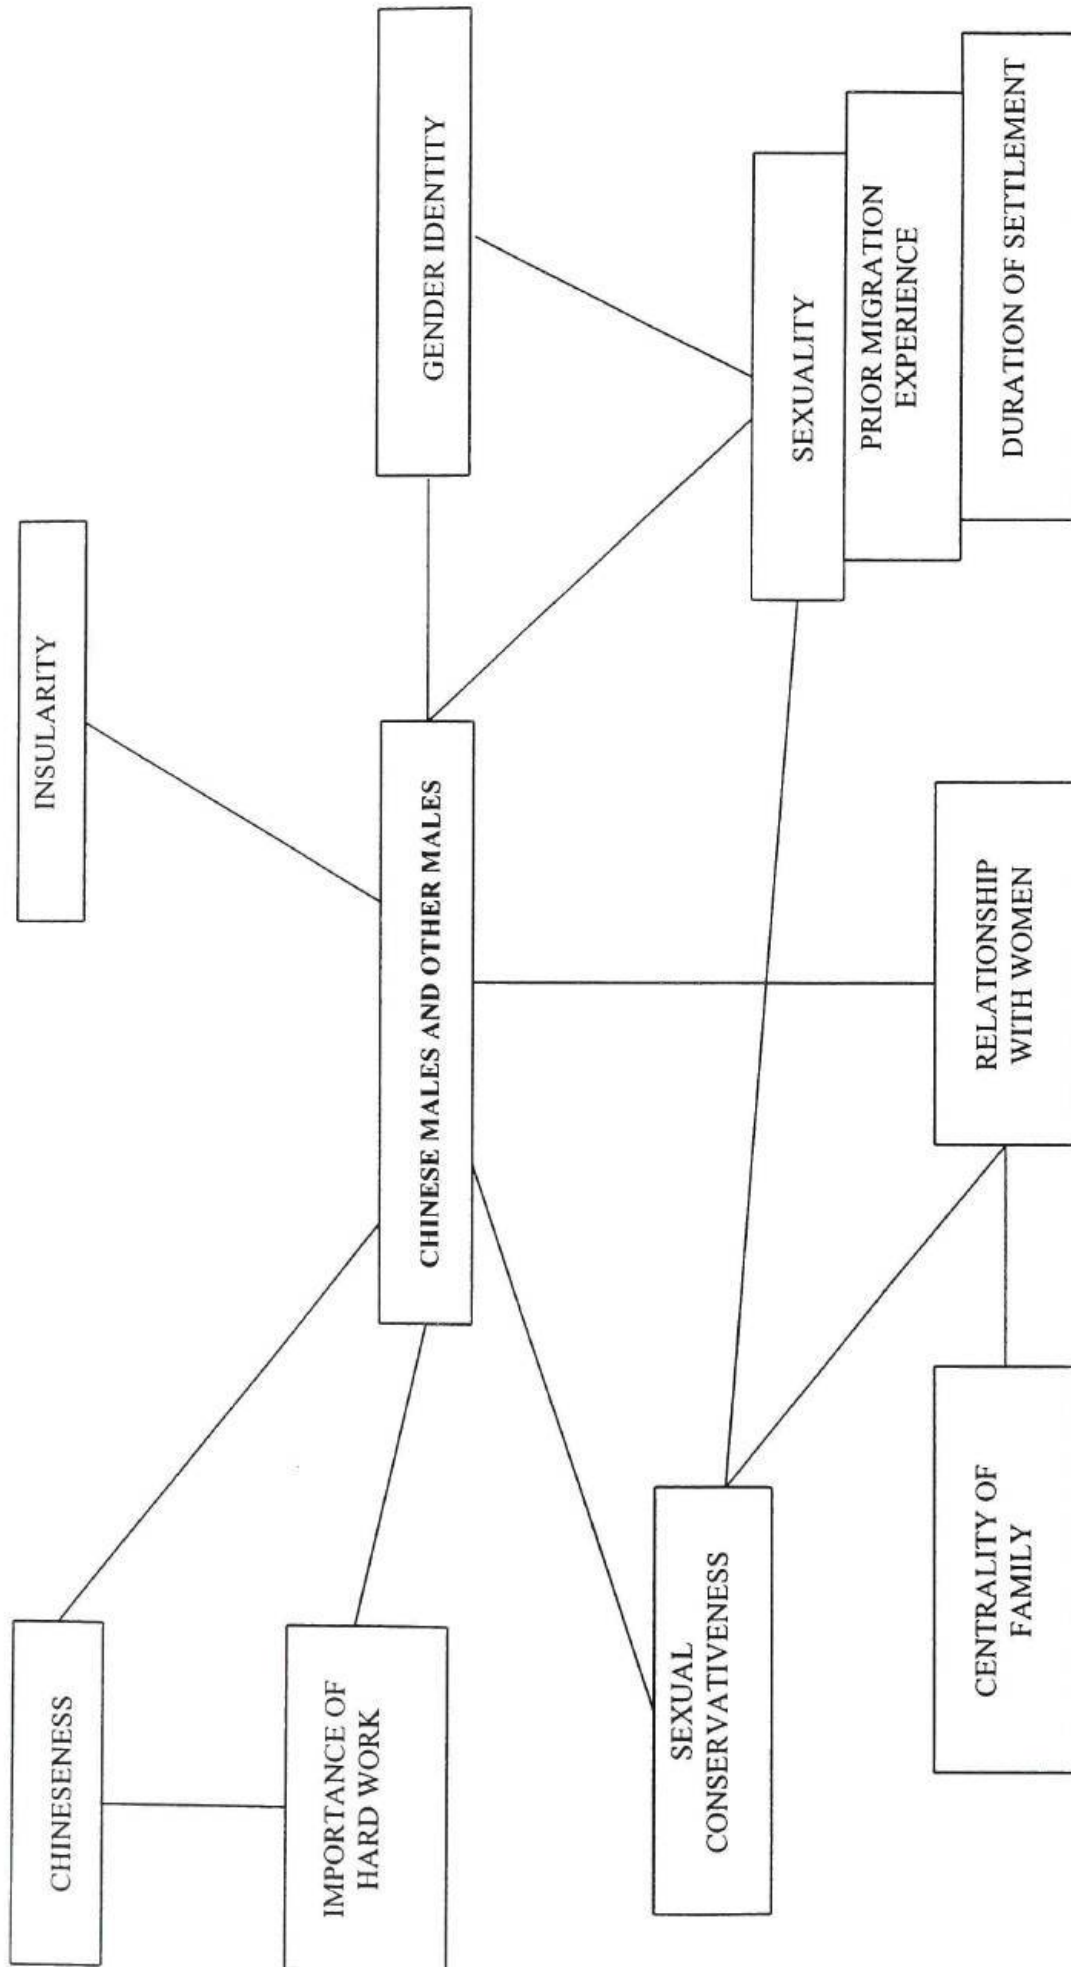 CHINESENESS
INSULARITY
IMPORTANCE OF
HARD WORK
CHINESE MALES AND OTHER MALES
GENDER IDENTITY
SEXUAL
CONSERVATIVENESS
SEXUALITY
PRIOR MIGRATION
EXPERIENCE
CENTRALITY OF
FAMILY
RELATIONSHIP
WITH WOMEN
DURATION OF SETTLEMENT